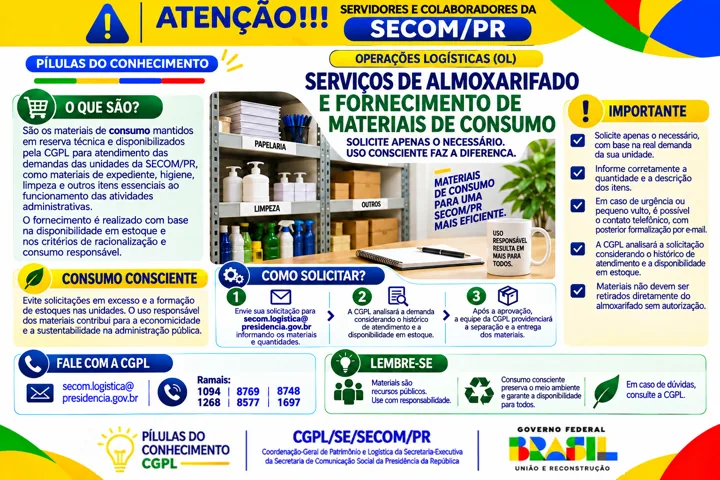 ATENÇÃO!!!
SERVIDORES E COLABORADORES DA
SECOM/PR
PÍLULAS DO CONHECIMENTO
OPERAÇÕES LOGÍSTICAS (OL)
SERVIÇOS DE ALMOXARIFADO
E FORNECIMENTO DE
MATERIAIS DE CONSUMO
SOLICITE APENAS O NECESSÁRIO.
USO CONSCIENTE FAZ A DIFERENCA.
O QUE SÃO?
São os materiais de consumo mantidos
em reserva técnica e disponibilizados
pela CGPL para atendimento das
demandas das unidades da SECOM/PR,
como materiais de expediente, higiene,
limpeza e outros itens essenciais ao
funcionamento das atividades
administrativas.
O fornecimento é realizado com base
na disponibilidade em estoque e
nos critérios de racionalização e
consumo responsável.
PAPELARIA
LIMPEZA
OUTROS
MATERIAIS
DE CONSUMO
PARA UMA
SECOM/PR
MAIS EFICIENTE.
USO
RESPONSÁVEL
RESULTA EM
MAIS PARA
TODOS.
IMPORTANTE
Solicite apenas o necessário,
com base na real demanda
da sua unidade.
Informe corretamente a
quantidade e a descrição
dos itens.
Em caso de urgência ou
pequeno vulto, é possível
o contato telefônico, com
posterior formalização por e-mail.
A CGPL analisará a solicitação
considerando o histórico de
atendimento e a disponibilidade
em estoque.
Materiais não devem ser
retirados diretamente do
almoxarifado sem autorização.
CONSUMO CONSCIENTE
Evite solicitações em excesso e a formação
de estoques nas unidades. O uso responsável
dos materiais contribui para a economicidade
e a sustentabilidade na administração pública.
COMO SOLICITAR?
1
Envie sua solicitação para
secom.logistica@
presidencia.gov.br
informando os materiais
e quantidades.
2
A CGPL analisará a demanda
considerando o histórico
de atendimento e a
disponibilidade em estoque.
3
Após a aprovação,
a equipe da CGPL providenciará
a separação e a entrega
dos materiais.
FALE COM A CGPL
secom.logistica@
presidencia.gov.br
Ramais:
1094 | 8769 | 8748
1268 | 8577 | 1697
LEMBRE-SE
Materiais são
recursos públicos.
Use com responsabilidade.
Consumo consciente
preserva o meio ambiente
e garante a disponibilidade
para todos.
Em caso de dúvidas,
consulte a CGPL.
PÍLULAS DO
CONHECIMENTO
CGPL
CGPL/SE/SECOM/PR
Coordenação-Geral de Patrimônio e Logística da Secretaria-Executiva
da Secretaria de Comunicação Social da Presidência da República
GOVERNO FEDERAL
BRASIL
UNIÃO E RECONSTRUÇÃO